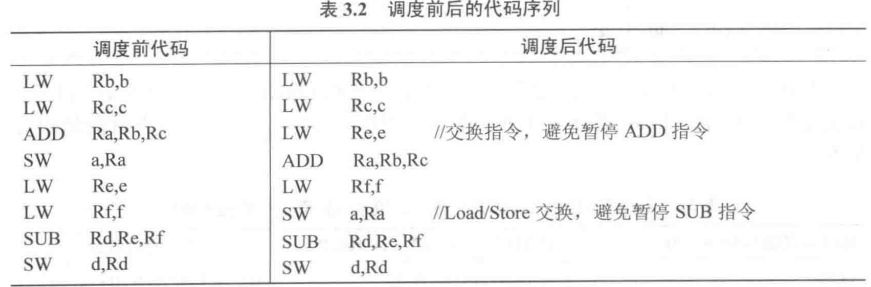 表 3.2 调度前后的代码序列
调度前代码 调度后代码
LW Rb,b LW Rb,b
LW Rc,c LW Rc,c
ADD Ra,Rb,Rc LW Re,e //交换指令，避免暂停 ADD 指令
SW a,Ra ADD Ra,Rb,Rc
LW Re,e LW Rf,f
LW Rf,f SW a,Ra //Load/Store 交换，避免暂停 SUB 指令
SUB Rd,Re,Rf SUB Rd,Re,Rf
SW d,Rd SW d,Rd